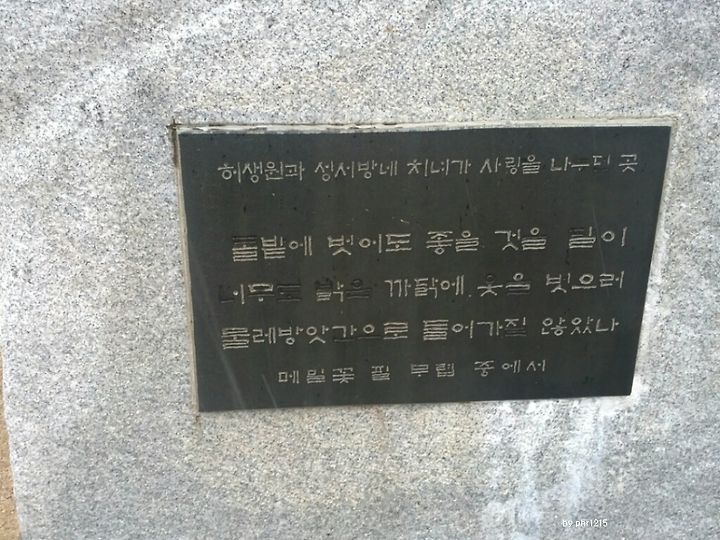 허생원과 성서방네 처녀가 사랑을 나누던 곳
돌밭에 벗어도 좋을 것을 달이
너무도 밝은 까닭에 옷을 벗으러
물레방앗간으로 들어가질 않았나
메밀꽃 필 무렵 중에서
by phr1215